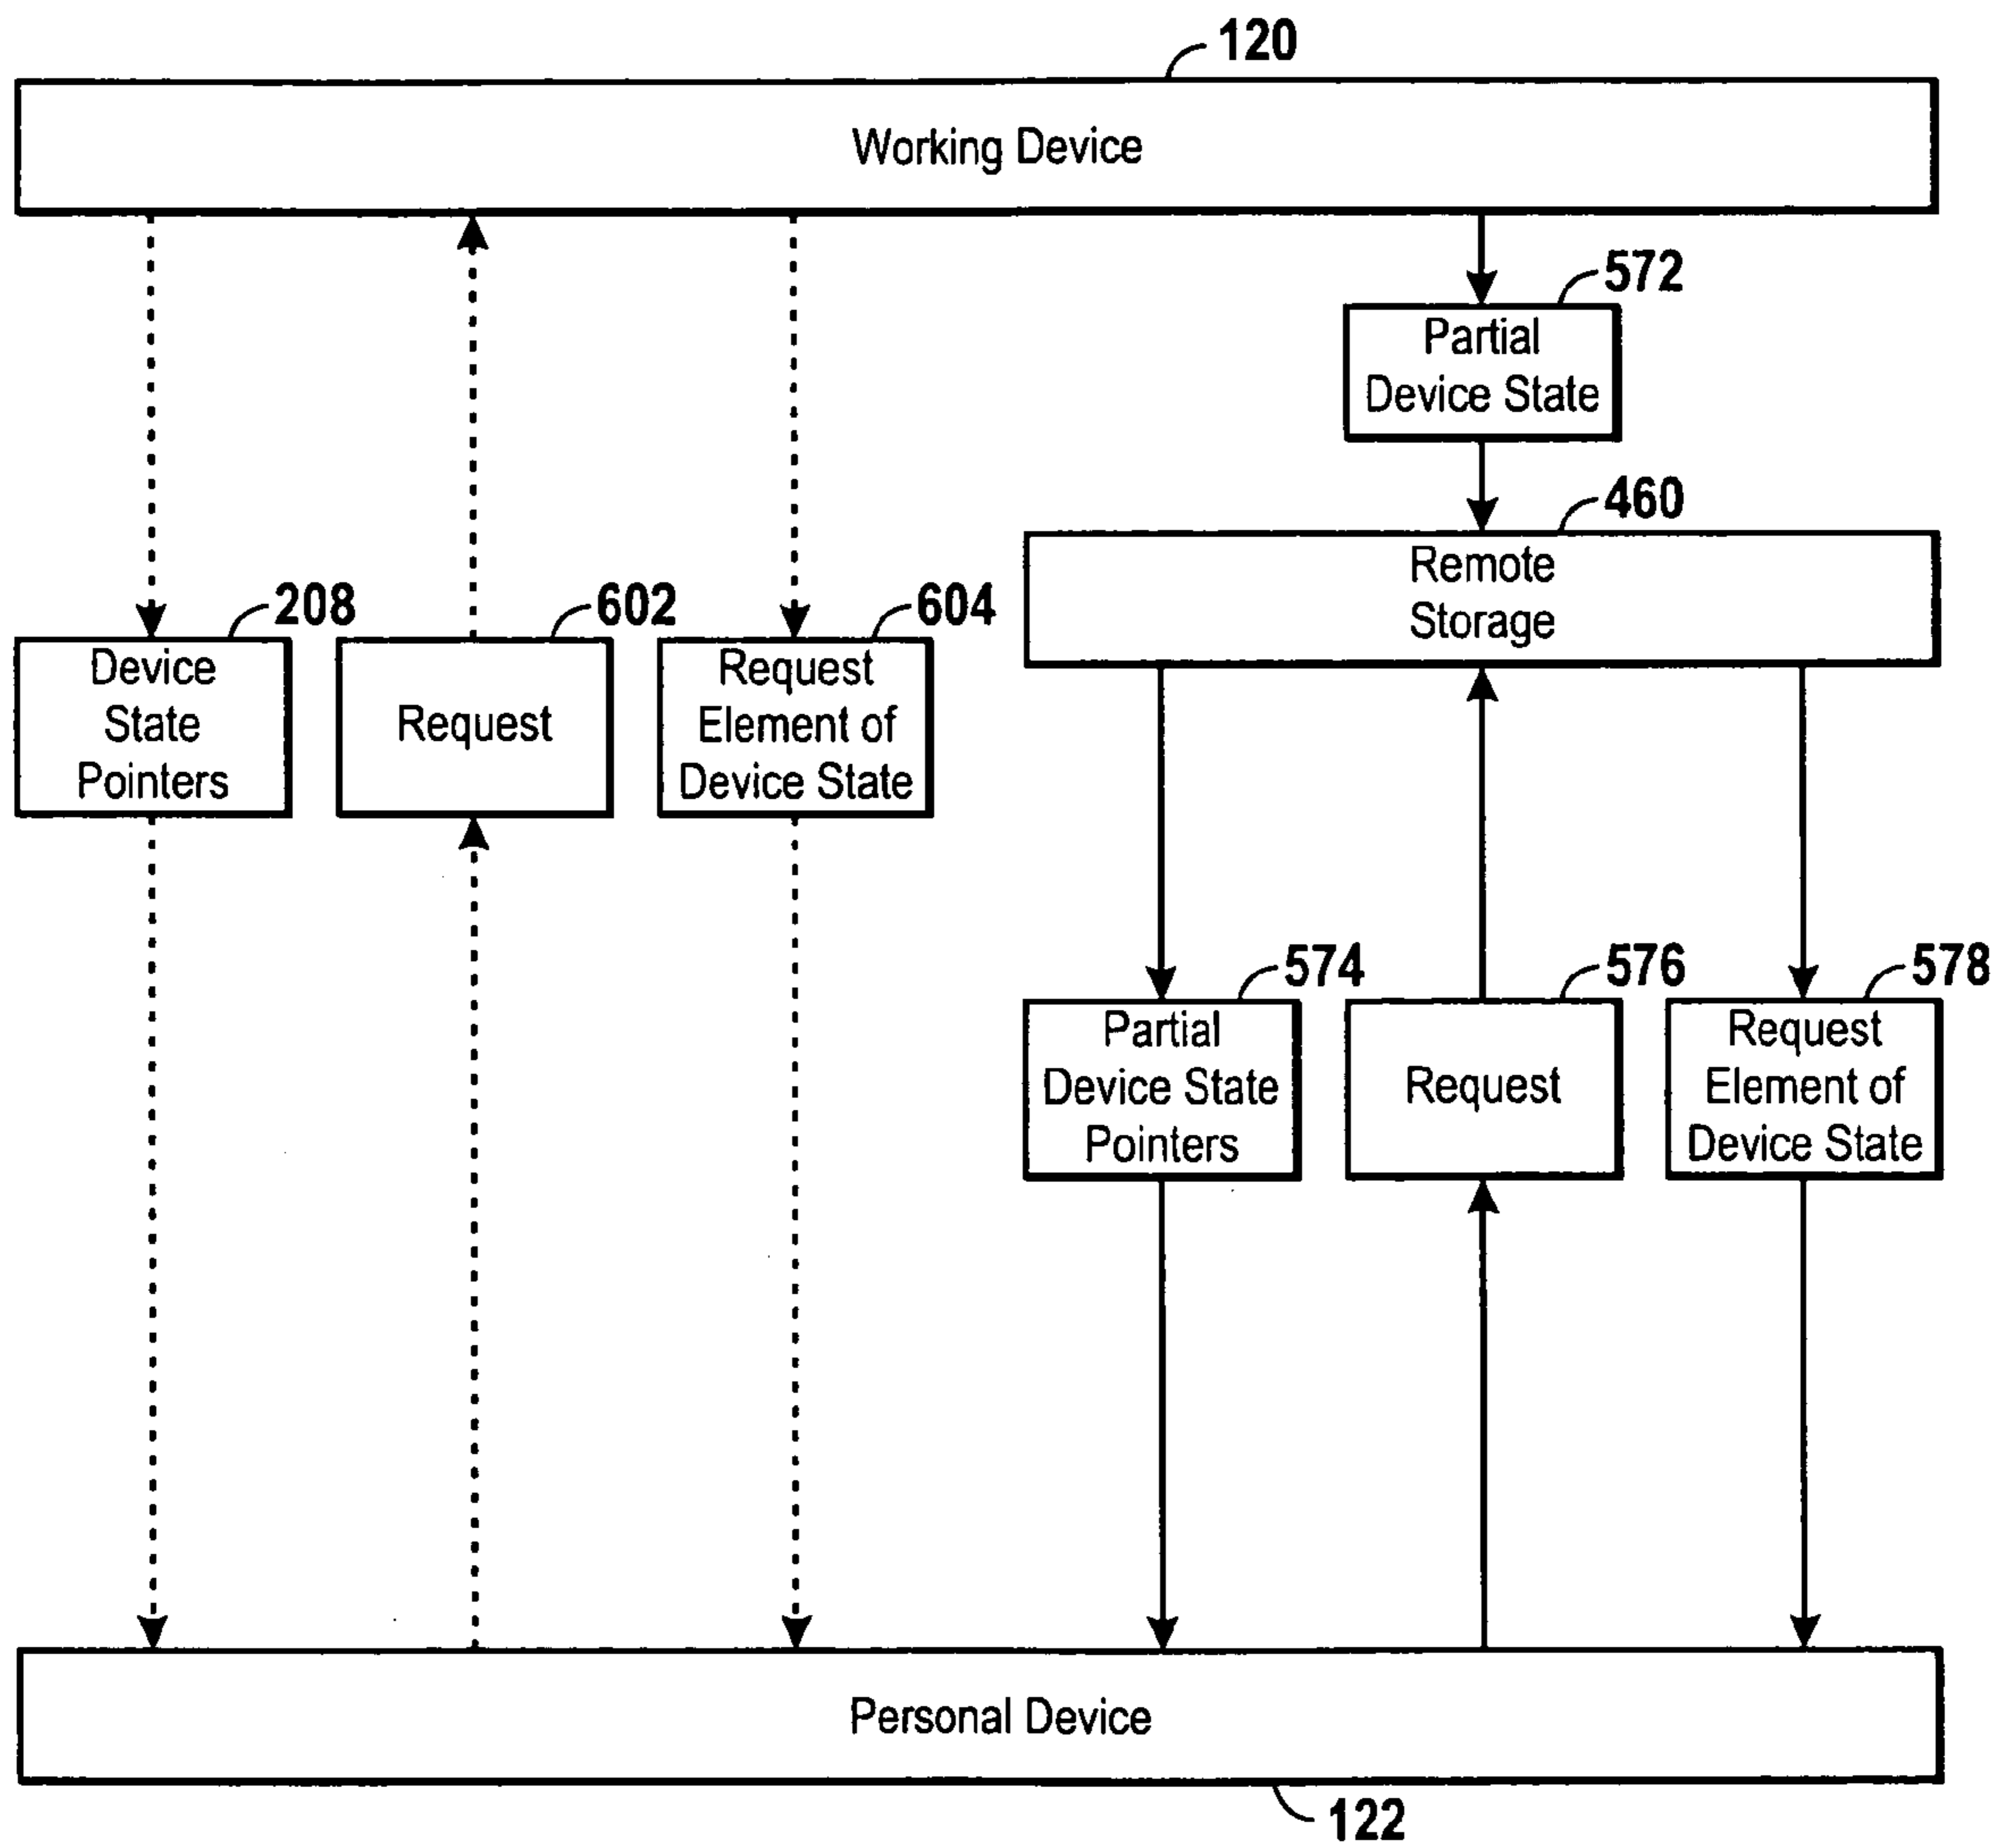 120
Working Device
572
Partial
Device State
460
Remote
Storage
208
Device
State
Pointers
602
Request
604
Request
Element of
Device State
574
Partial
Device State
Pointers
576
Request
578
Request
Element of
Device State
Personal Device
122